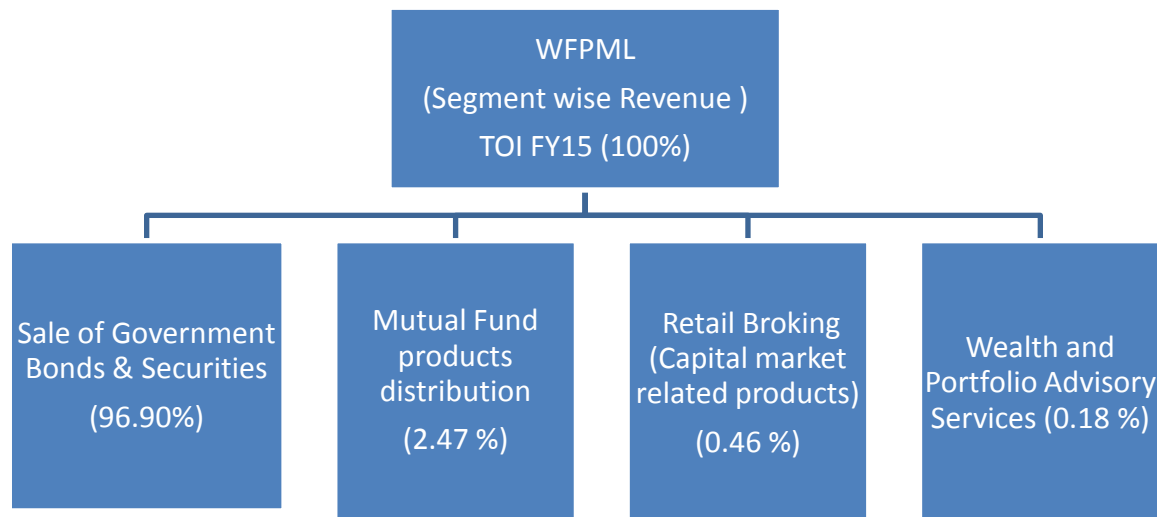 WFPML
(Segment wise Revenue )
TOI FY15 (100%)
Sale of Government
Bonds & Securities
(96.90%)
Mutual Fund
products
distribution
(2.47 %)
Retail Broking
(Capital market
related products)
(0.46 %)
Wealth and
Portfolio Advisory
Services (0.18 %)